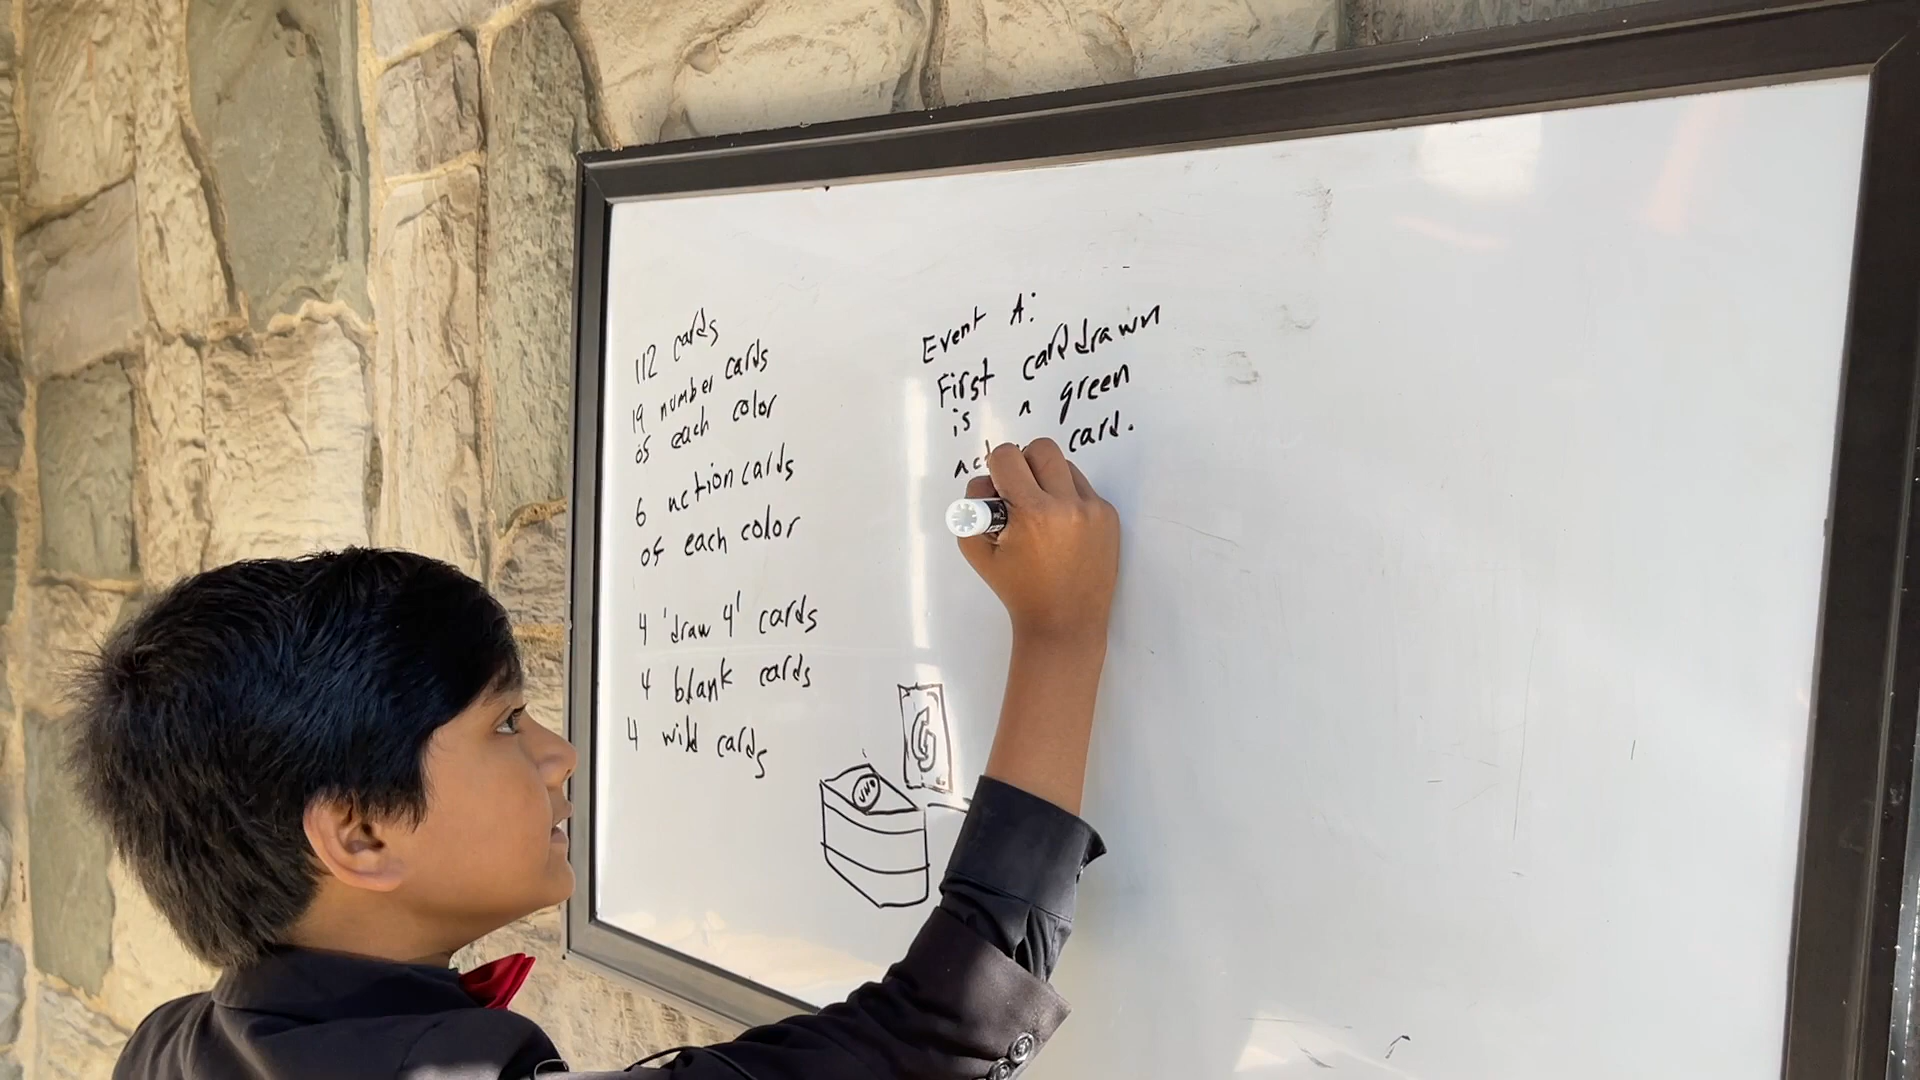 112 cards
19 number cards
of each color
6 action cards
of each color
4 'draw 4' cards
4 blank cards
4 wild cards
UNO
Event A:
First card drawn
is a green
card.